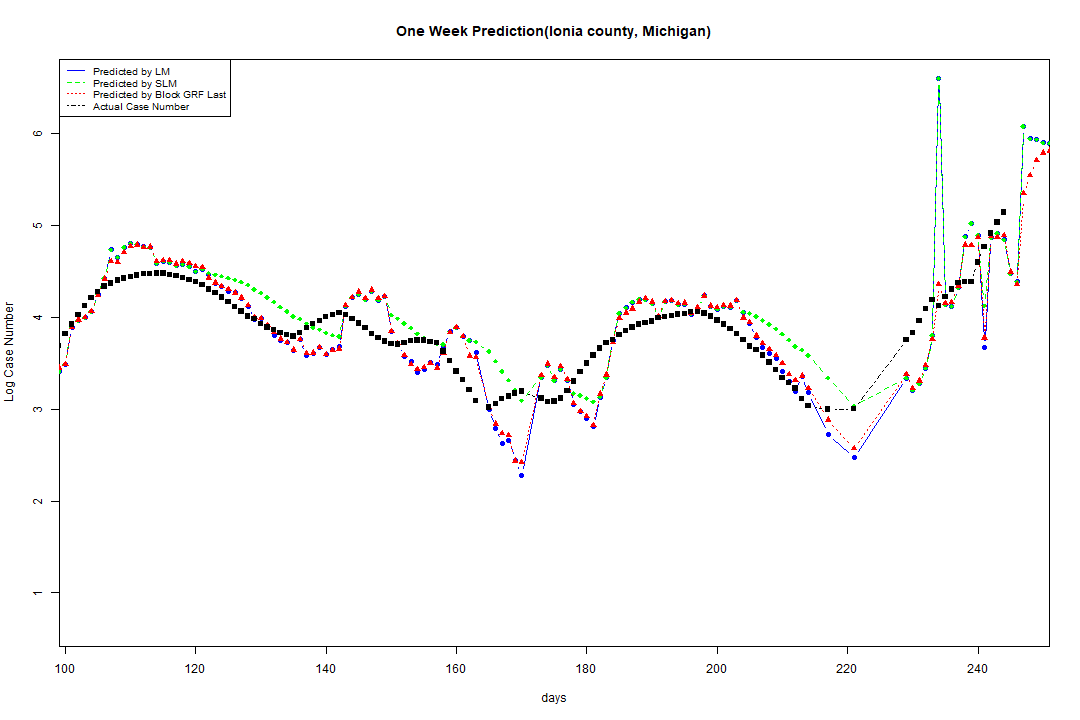 One Week Prediction(Ionia county, Michigan)
Predicted by LM
Predicted by SLM
Predicted by Block GRF Last
Actual Case Number
Log Case Number
6
5
4
3
2
1
100 120 140 160 180 200 220 240
days